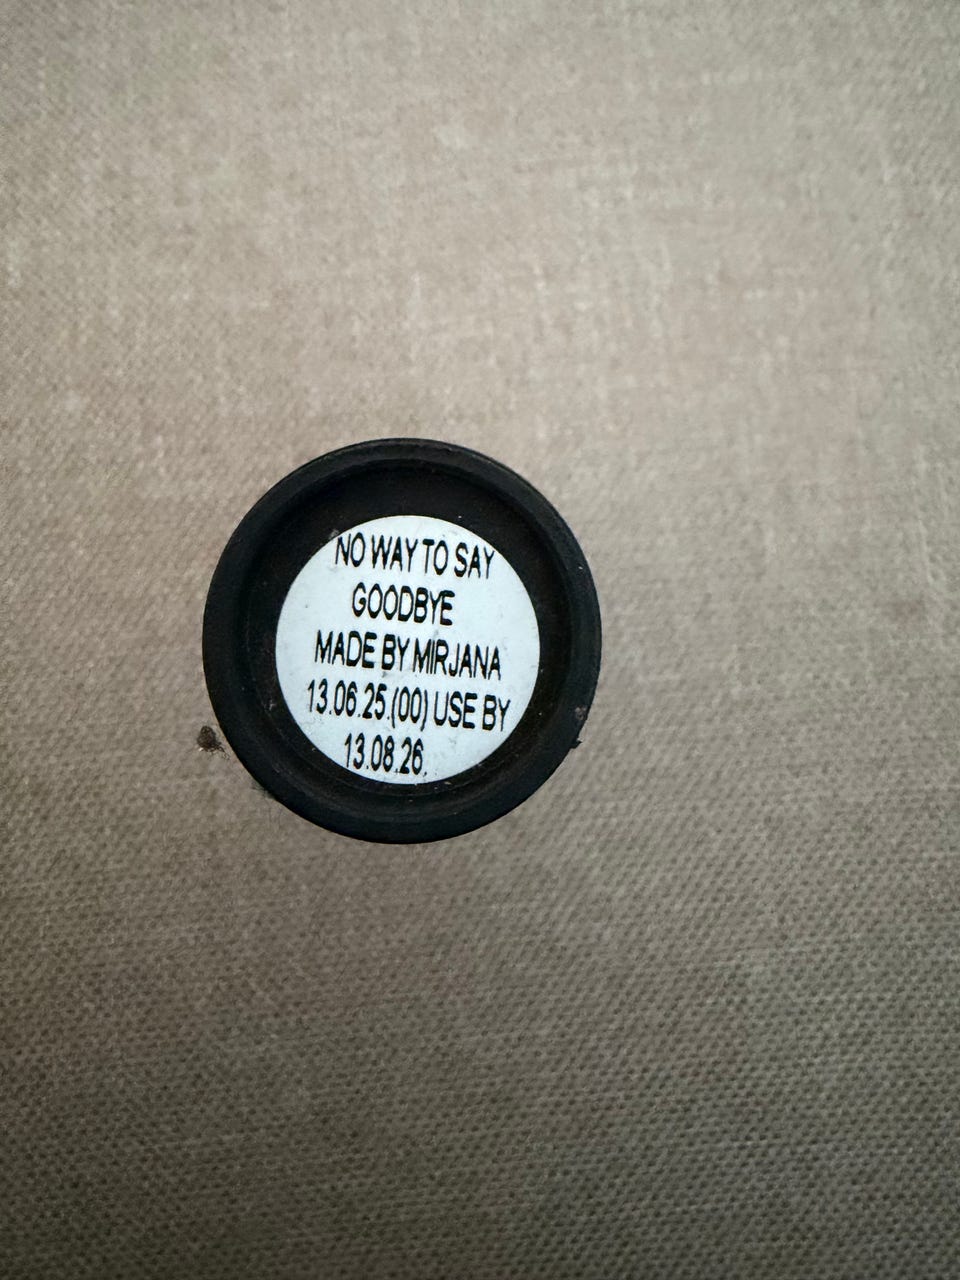 NO WAY TO SAY
GOODBYE
MADE BY MIRJANA
13.06.25.(00) USE BY
13.08.26.